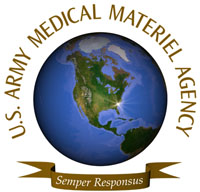 U.S. ARMY MEDICAL MATERIEL AGENCY
Semper Responsus